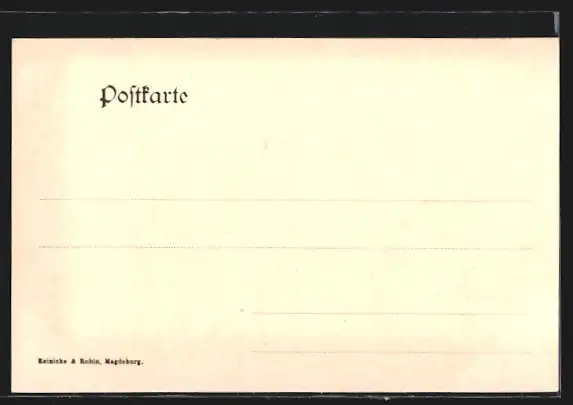 Postkarte
Reinicke & Rubin, Magdeburg.